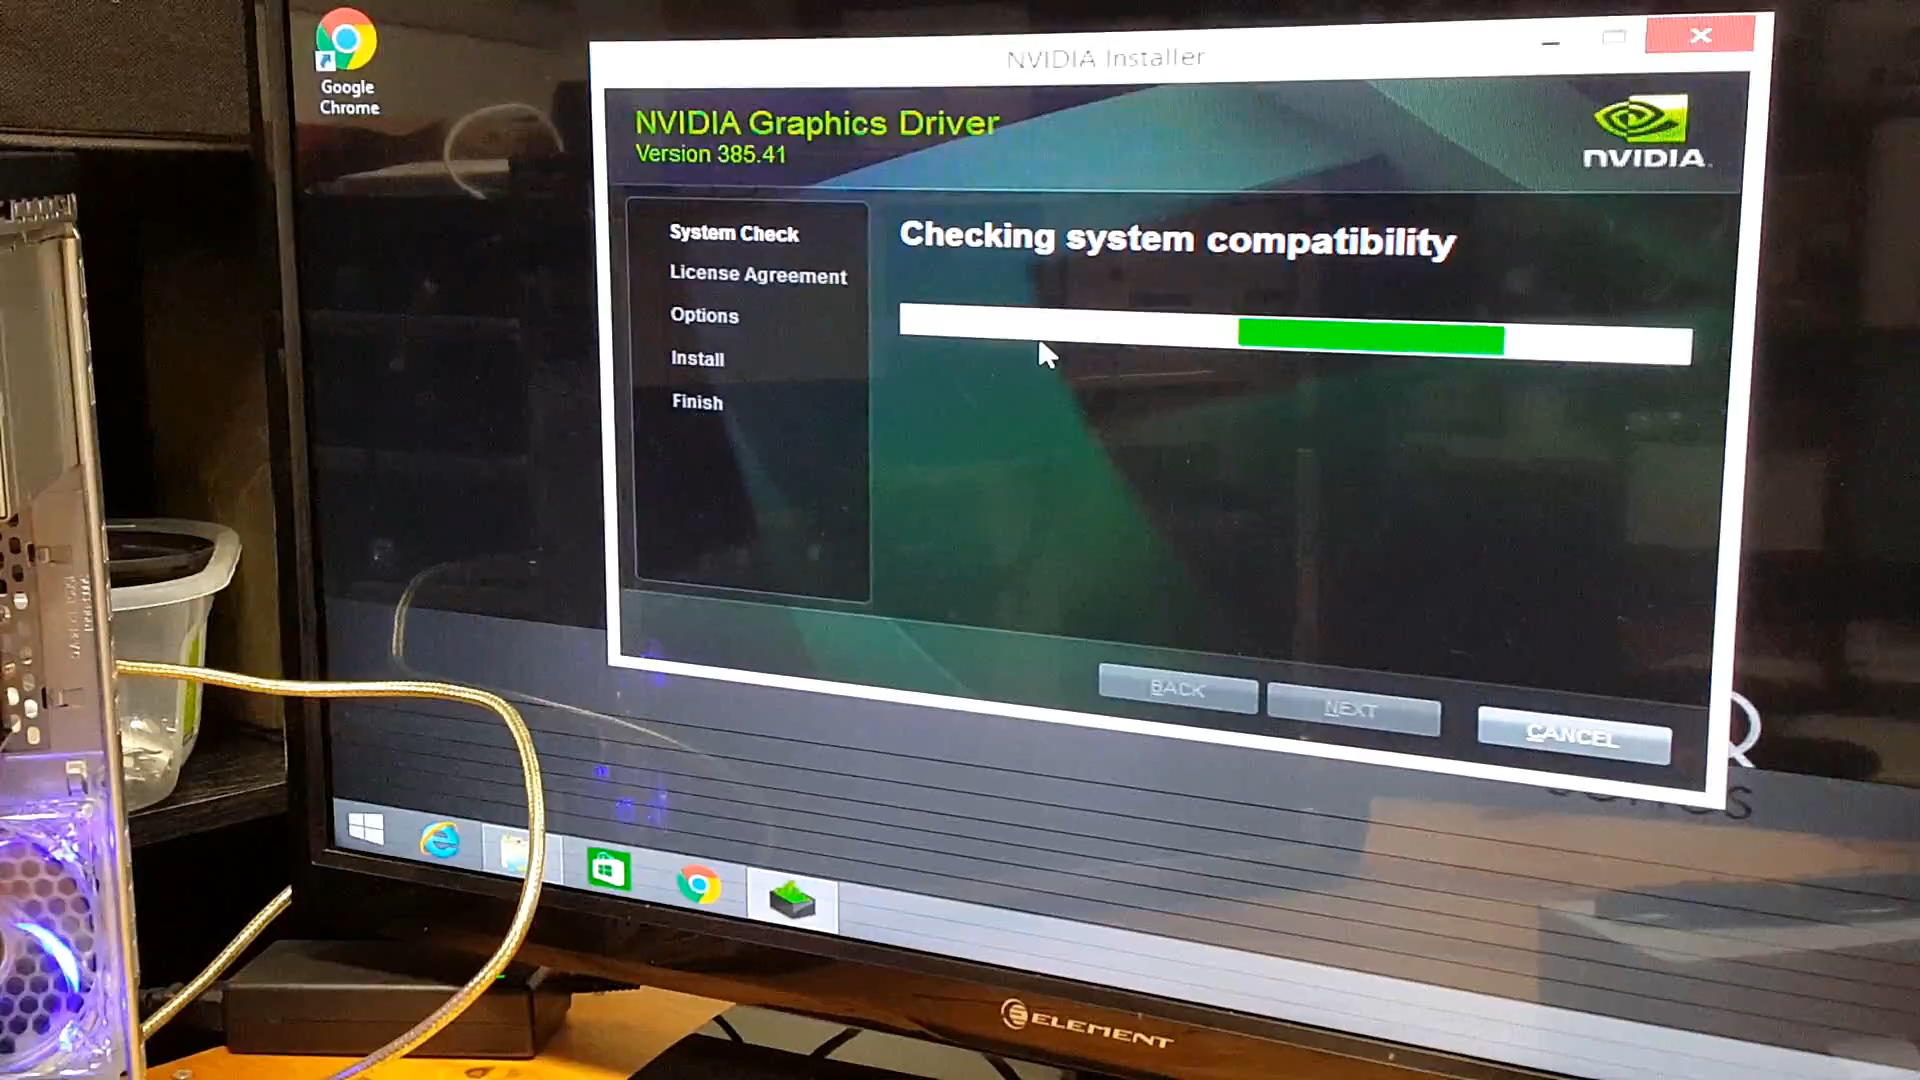 Google
Chrome
NVIDIA Installer
NVIDIA Graphics Driver
Version 385.41
NVIDIA
System Check
License Agreement
Options
Install
Finish
Checking system compatibility
BACK
NEXT
CANCEL
ELEMENT